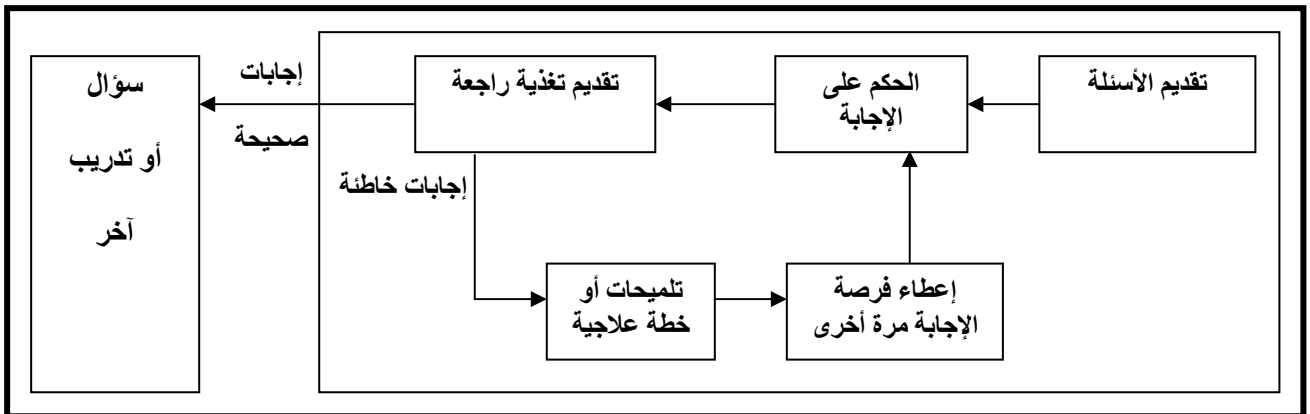 تقديم الأسئلة
الحكم على
الإجابة
تقديم تغذية راجعة
إجابات
صحيحة
سؤال
أو تدريب
آخر
إجابات خاطئة
تلميحات أو
خطة علاجية
إعطاء فرصة
الإجابة مرة أخرى